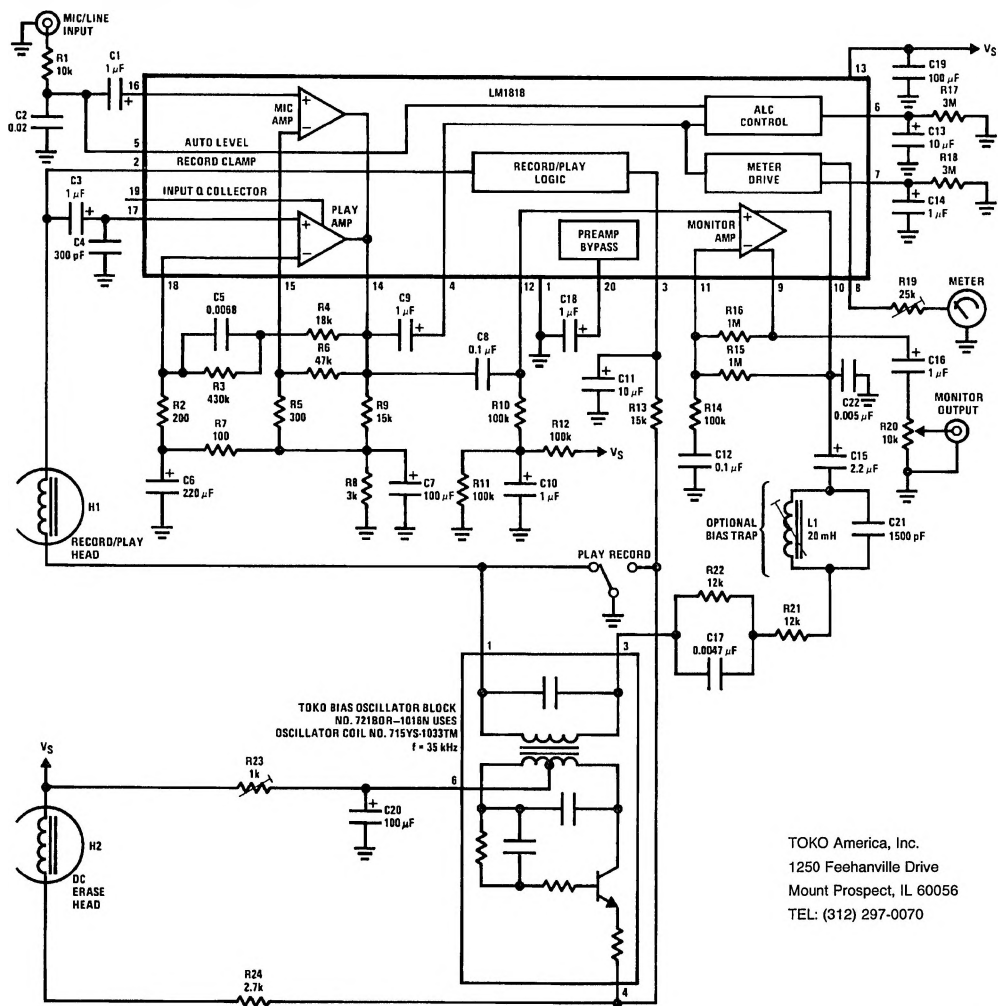 MIC/LINE
INPUT
R1
10k
C1
1 μF
+
16
C2
0.02
LM1818
MIC
AMP
+
−
5
AUTO LEVEL
2
RECORD CLAMP
C3
1 μF
+
19
INPUT Q COLLECTOR
17
C4
300 pF
PLAY
AMP
+
−
RECORD/PLAY
LOGIC
PREAMP
BYPASS
MONITOR
AMP
+
−
ALC
CONTROL
METER
DRIVE
13
VS
C19
100 μF
6
R17
3M
+
C13
10 μF
R18
3M
7
+
C14
1 μF
18
15
14
4
12
1
20
3
11
9
10
8
R19
25k
METER
C5
0.0068
R4
18k
R6
47k
R3
430k
C9
1 μF
+
C8
0.1 μF
C18
1 μF
+
+
C11
10 μF
R13
15k
R16
1M
R15
1M
R14
100k
C12
0.1 μF
C22
0.005 μF
+
C16
1 μF
R20
10k
MONITOR
OUTPUT
R2
200
R7
100
R5
300
R9
15k
R10
100k
R12
100k
VS
+
C6
220 μF
R8
3k
+
C7
100 μF
R11
100k
+
C10
1 μF
+
C15
2.2 μF
H1
RECORD/PLAY
HEAD
OPTIONAL
BIAS TRAP
L1
20 mH
C21
1500 pF
PLAY RECORD
R22
12k
C17
0.0047 μF
R21
12k
1
3
TOKO BIAS OSCILLATOR BLOCK
NO. 721BOR–1018N USES
OSCILLATOR COIL NO. 715YS-1033TM
f = 35 kHz
VS
R23
1k
6
+
C20
100 μF
H2
DC
ERASE
HEAD
R24
2.7k
4
TOKO America, Inc.
1250 Feehanville Drive
Mount Prospect, IL 60056
TEL: (312) 297-0070